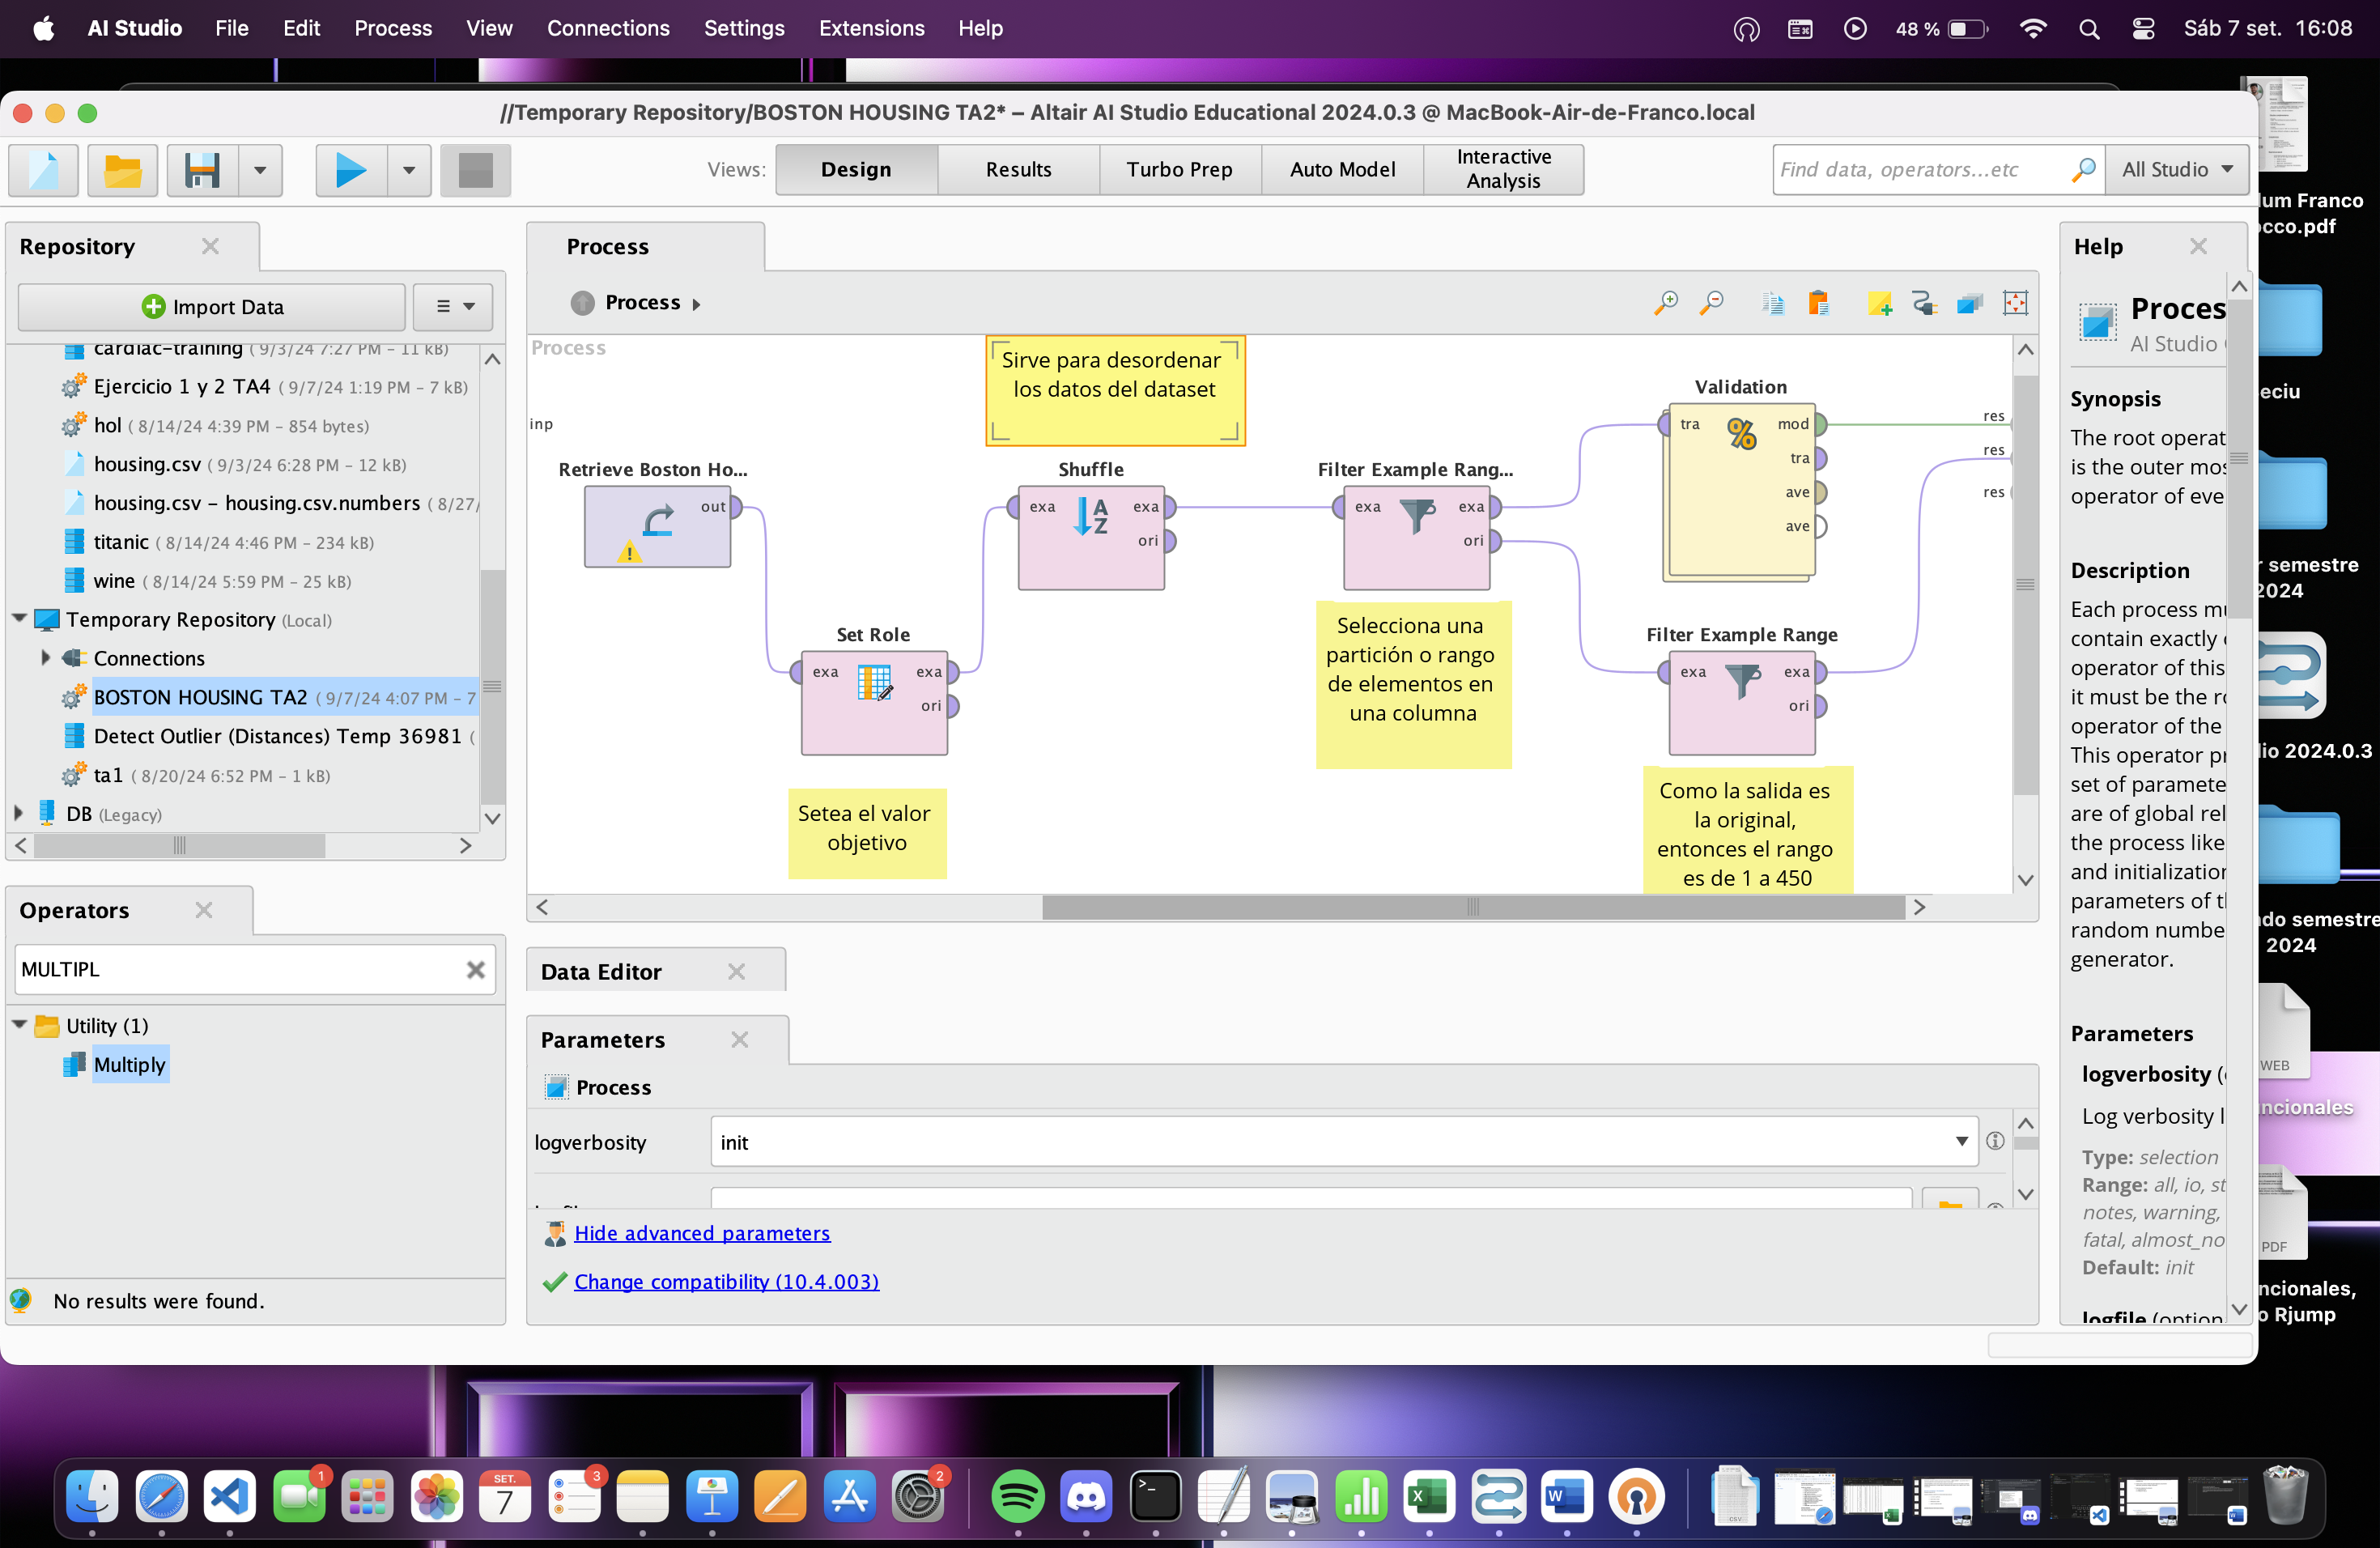 AI Studio File Edit Process View Connections Settings Extensions Help 48 % Sáb 7 set. 16:08
//Temporary Repository/BOSTON HOUSING TA2* – Altair AI Studio Educational 2024.0.3 @ MacBook-Air-de-Franco.local
Views: Design Results Turbo Prep Auto Model Interactive Analysis
Find data, operators...etc All Studio
Repository
Import Data
cardiac-training ( 9/3/24 7:27 PM – 11 kB)
Ejercicio 1 y 2 TA4 ( 9/7/24 1:19 PM – 7 kB)
hol ( 8/14/24 4:39 PM – 854 bytes)
housing.csv ( 9/3/24 6:28 PM – 12 kB)
housing.csv – housing.csv.numbers ( 8/27/
titanic ( 8/14/24 4:46 PM – 234 kB)
wine ( 8/14/24 5:59 PM – 25 kB)
Temporary Repository (Local)
Connections
BOSTON HOUSING TA2 ( 9/7/24 4:07 PM – 7
Detect Outlier (Distances) Temp 36981 (
ta1 ( 8/20/24 6:52 PM – 1 kB)
DB (Legacy)
Operators
MULTIPL
Utility (1)
Multiply
No results were found.
Process
Process
Process
inp
Sirve para desordenar
los datos del dataset
Retrieve Boston Ho...
out
Set Role
exa exa
ori
Setea el valor
objetivo
Shuffle
exa exa
A
Z
ori
Filter Example Rang...
exa exa
ori
Selecciona una
partición o rango
de elementos en
una columna
Validation
tra mod
%
tra
ave
ave
Filter Example Range
exa exa
ori
Como la salida es
la original,
entonces el rango
es de 1 a 450
res
res
res
Data Editor
Parameters
Process
logverbosity init
Hide advanced parameters
Change compatibility (10.4.003)
Help
Proces
AI Studio
Synopsis
The root operat
is the outer mos
operator of eve
Description
Each process mu
contain exactly
operator of this
it must be the ro
operator of the
This operator pr
set of paramete
are of global rel
the process like
and initialization
parameters of t
random numbe
generator.
Parameters
logverbosity (
Log verbosity l
Type: selection
Range: all, io, st
notes, warning,
fatal, almost_no
Default: init
logfile (option
lum Franco
occo.pdf
eciu
r semestre
2024
io 2024.0.3
do semestre
2024
WEB
ncionales
PDF
ncionales,
o Rjump
1
SET.
7
3
2
CSV